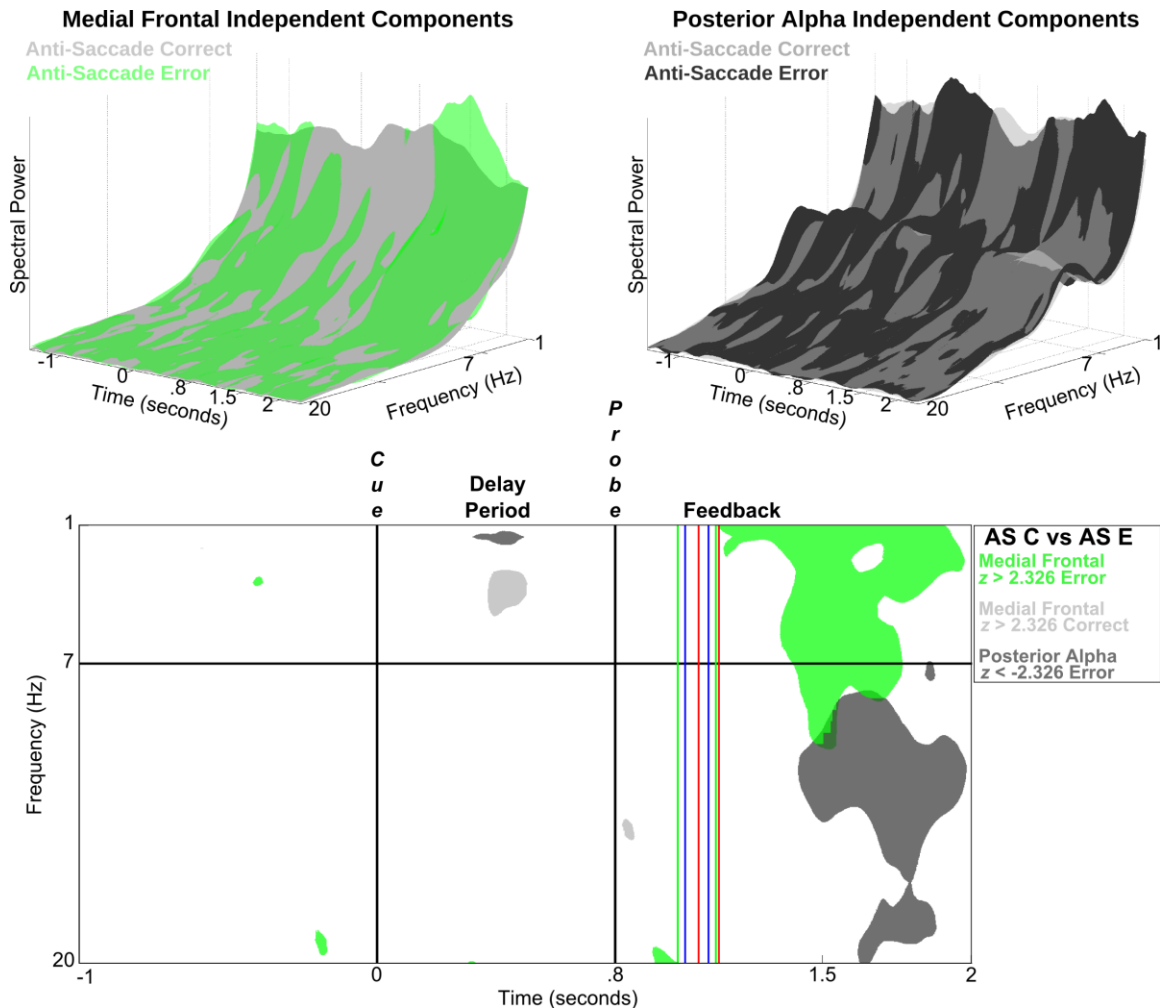 Medial Frontal Independent Components
Anti-Saccade Correct
Anti-Saccade Error
Spectral Power
-1
0
.8
1.5
2
Time (seconds)
20
7
1
Frequency (Hz)
Posterior Alpha Independent Components
Anti-Saccade Correct
Anti-Saccade Error
Spectral Power
-1
0
.8
1.5
2
Time (seconds)
20
7
1
Frequency (Hz)
Cue
Delay
Period
Probe
Feedback
1
7
20
Frequency (Hz)
-1
0
.8
1.5
2
Time (seconds)
AS C vs AS E
Medial Frontal
z > 2.326 Error
Medial Frontal
z > 2.326 Correct
Posterior Alpha
z < -2.326 Error